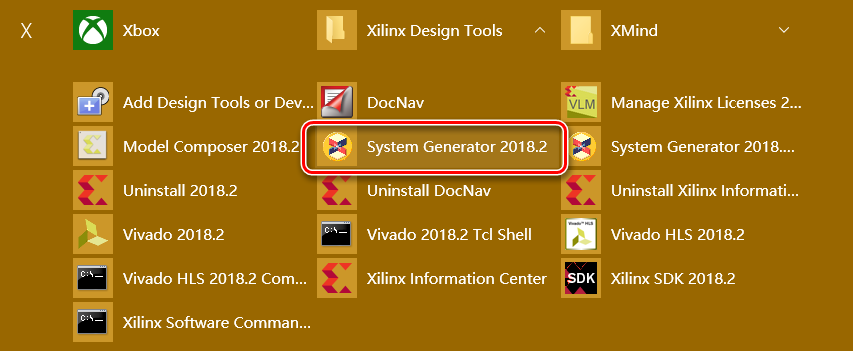 X
Xbox
Xilinx Design Tools
XMind
Add Design Tools or Dev...
DocNav
Manage Xilinx Licenses 2...
VLM
Model Composer 2018.2
System Generator 2018.2
System Generator 2018....
Uninstall 2018.2
Uninstall DocNav
Uninstall Xilinx Informati...
Vivado 2018.2
C:\_
Vivado 2018.2 Tcl Shell
Vivado HLS
Vivado HLS 2018.2
C:\_
Vivado HLS 2018.2 Com...
Xilinx Information Center
SDK
Xilinx SDK 2018.2
C:\_
Xilinx Software Comman...